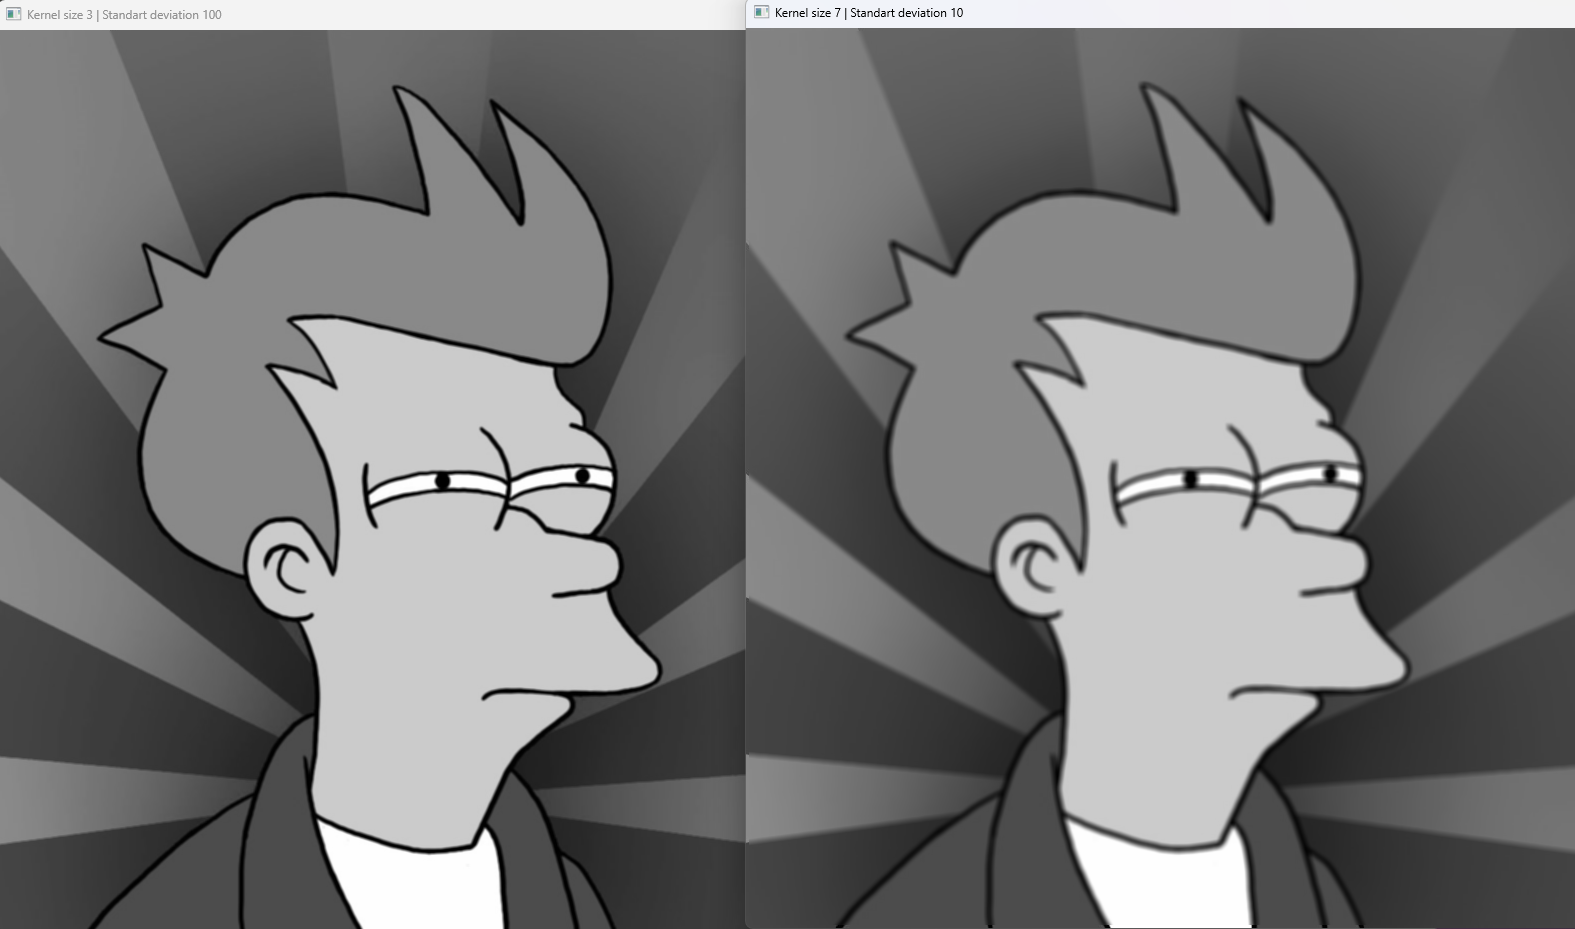 Kernel size 3 | Standart deviation 100
Kernel size 7 | Standart deviation 10